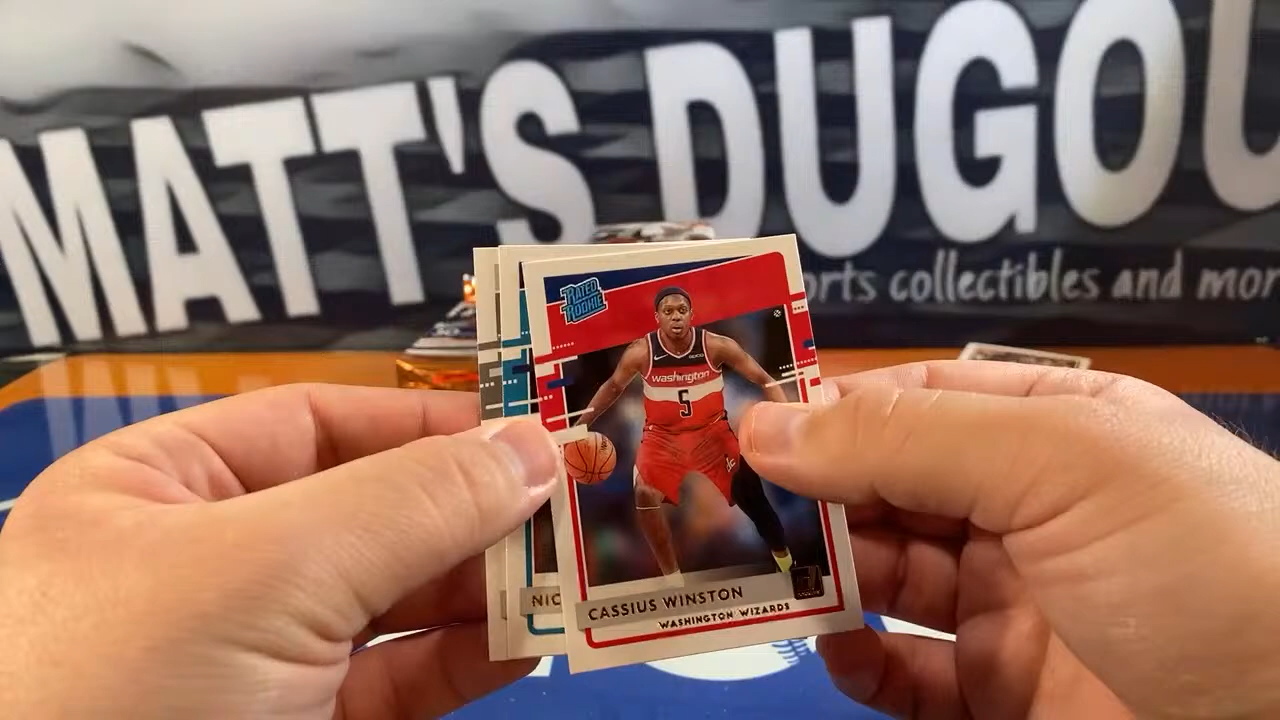 MATT'S DUGOU
orts collectibles and mor
RATED
ROOKIE
Washington
5
NIC
CASSIUS WINSTON
WASHINGTON WIZARDS